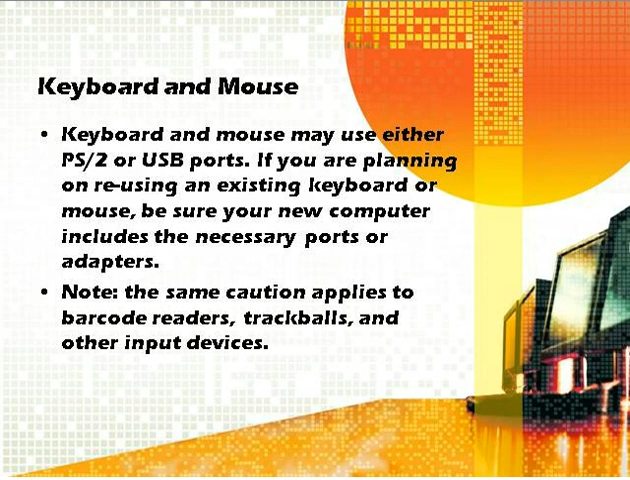 Keyboard and Mouse
• Keyboard and mouse may use either
PS/2 or USB ports. If you are planning
on re-using an existing keyboard or
mouse, be sure your new computer
includes the necessary ports or
adapters.
• Note: the same caution applies to
barcode readers, trackballs, and
other input devices.